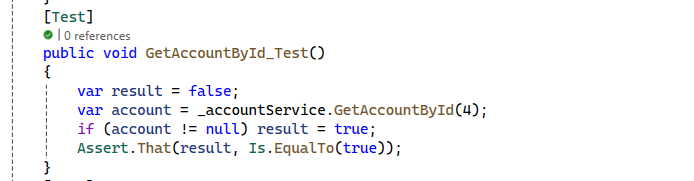 [Test]
| 0 references
public void GetAccountById_Test()
{
var result = false;
var account = _accountService.GetAccountById(4);
if (account != null) result = true;
Assert.That(result, Is.EqualTo(true));
}